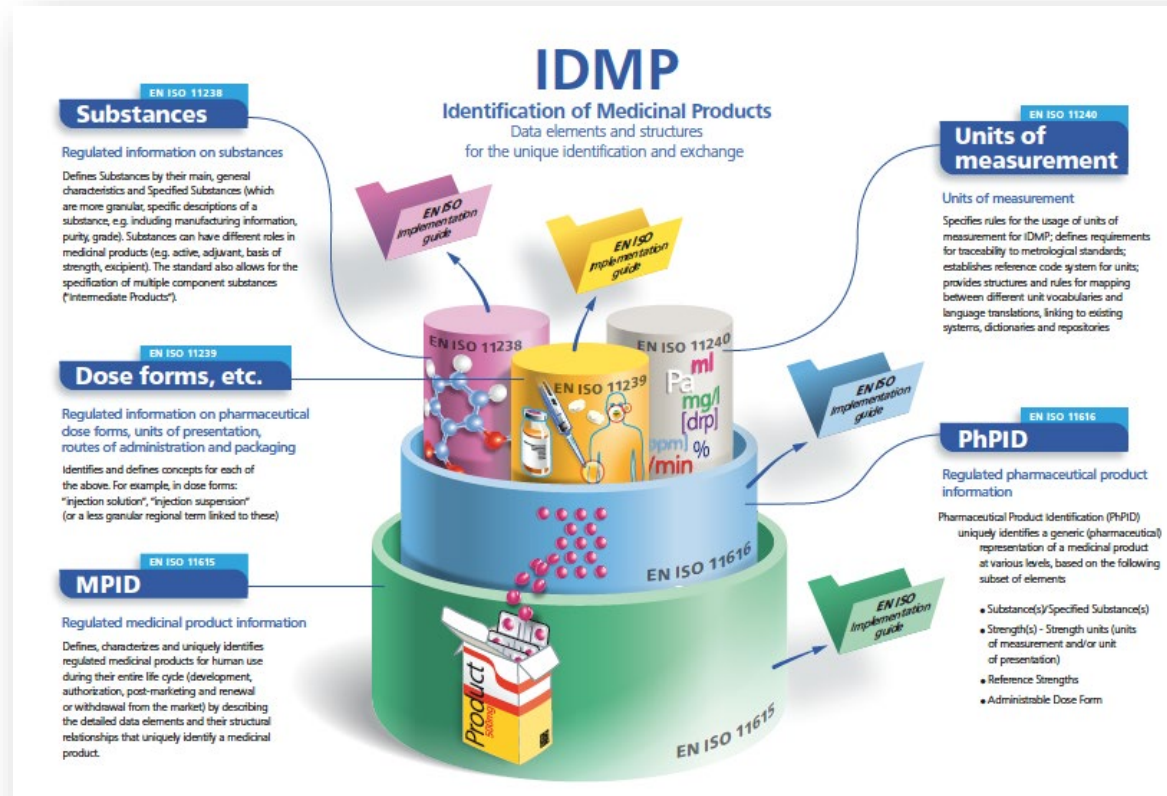 IDMP
Identification of Medicinal Products
Data elements and structures
for the unique identification and exchange
EN ISO 11238
Substances
Regulated information on substances
Defines Substances by their main, general
characteristics and Specified Substances (which
are more granular, specific descriptions of a
substance, e.g. including manufacturing information,
purity, grade). Substances can have different roles in
medicinal products (e.g. active, adjuvant, basis of
strength, excipient). The standard also allows for the
specification of multiple component substances
("Intermediate Products").
EN ISO 11239
Dose forms, etc.
Regulated information on pharmaceutical
dose forms, units of presentation,
routes of administration and packaging
Identifies and defines concepts for each of
the above. For example, in dose forms:
"injection solution", "injection suspension"
(or a less granular regional term linked to these)
EN ISO 11615
MPID
Regulated medicinal product information
Defines, characterizes and uniquely identifies
regulated medicinal products for human use
during their entire life cycle (development,
authorization, post-marketing and renewal
or withdrawal from the market) by describing
the detailed data elements and their structural
relationships that uniquely identify a medicinal
product.
EN ISO
Implementation
guide
EN ISO
Implementation
guide
EN ISO 11238
EN ISO 11239
EN ISO 11240
ml
Pa
mg/l
[drp]
ppm]
%
/min
EN ISO 11616
EN ISO 11615
Product
500mg
EN ISO
Implementation
guide
EN ISO
Implementation
guide
EN ISO 11240
Units of
measurement
Units of measurement
Specifies rules for the usage of units of
measurement for IDMP; defines requirements
for traceability to metrological standards;
establishes reference code system for units;
provides structures and rules for mapping
between different unit vocabularies and
language translations, linking to existing
systems, dictionaries and repositories
EN ISO 11616
PhPID
Regulated pharmaceutical product
information
Pharmaceutical Product Identification (PhPID)
uniquely identifies a generic (pharmaceutical)
representation of a medicinal product
at various levels, based on the following
subset of elements
• Substance(s)/Specified Substance(s)
• Strength(s) - Strength units (units
of measurement and/or unit
of presentation)
• Reference Strengths
• Administrable Dose Form